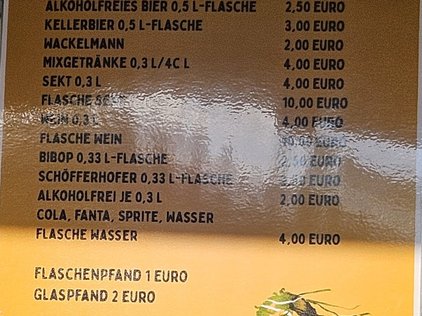 ALKOHOLFREIES BIER 0,5 L-FLASCHE 2,50 EURO
KELLERBIER 0,5 L-FLASCHE 3,00 EURO
WACKELMANN 2,00 EURO
MIXGETRÄNKE 0,3 L/4C L 4,00 EURO
SEKT 0,3 L 4,00 EURO
FLASCHE 10,00 EURO
WEIN 0,3 L 4,00 EURO
FLASCHE WEIN EURO
BIBOP 0,33 L-FLASCHE EURO
SCHÖFFERHOFER 0,33 L-FLASCHE EURO
ALKOHOLFREI JE 0,3 L 2,00 EURO
COLA, FANTA, SPRITE, WASSER
FLASCHE WASSER 4,00 EURO
FLASCHENPFAND 1 EURO
GLASPFAND 2 EURO